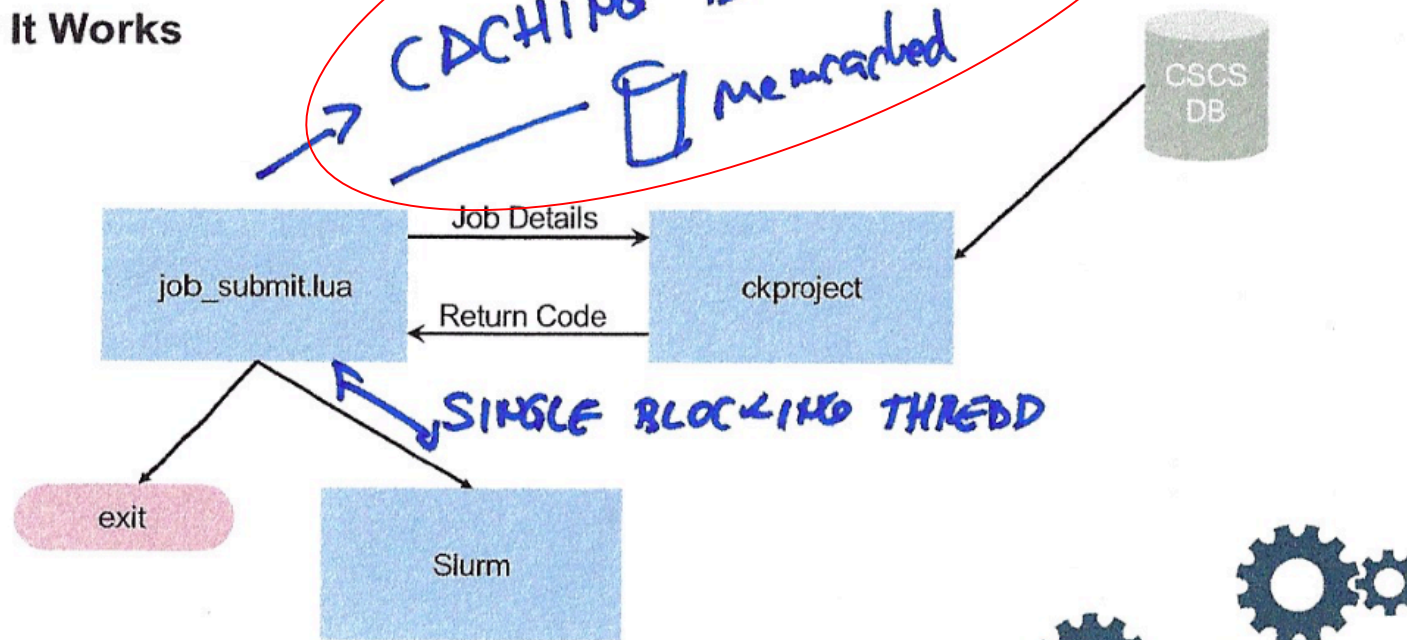 It Works
CACHING
memcached
CSCS
DB
Job Details
job_submit.lua
ckproject
Return Code
SINGLE BLOCKING THREAD
exit
Slurm